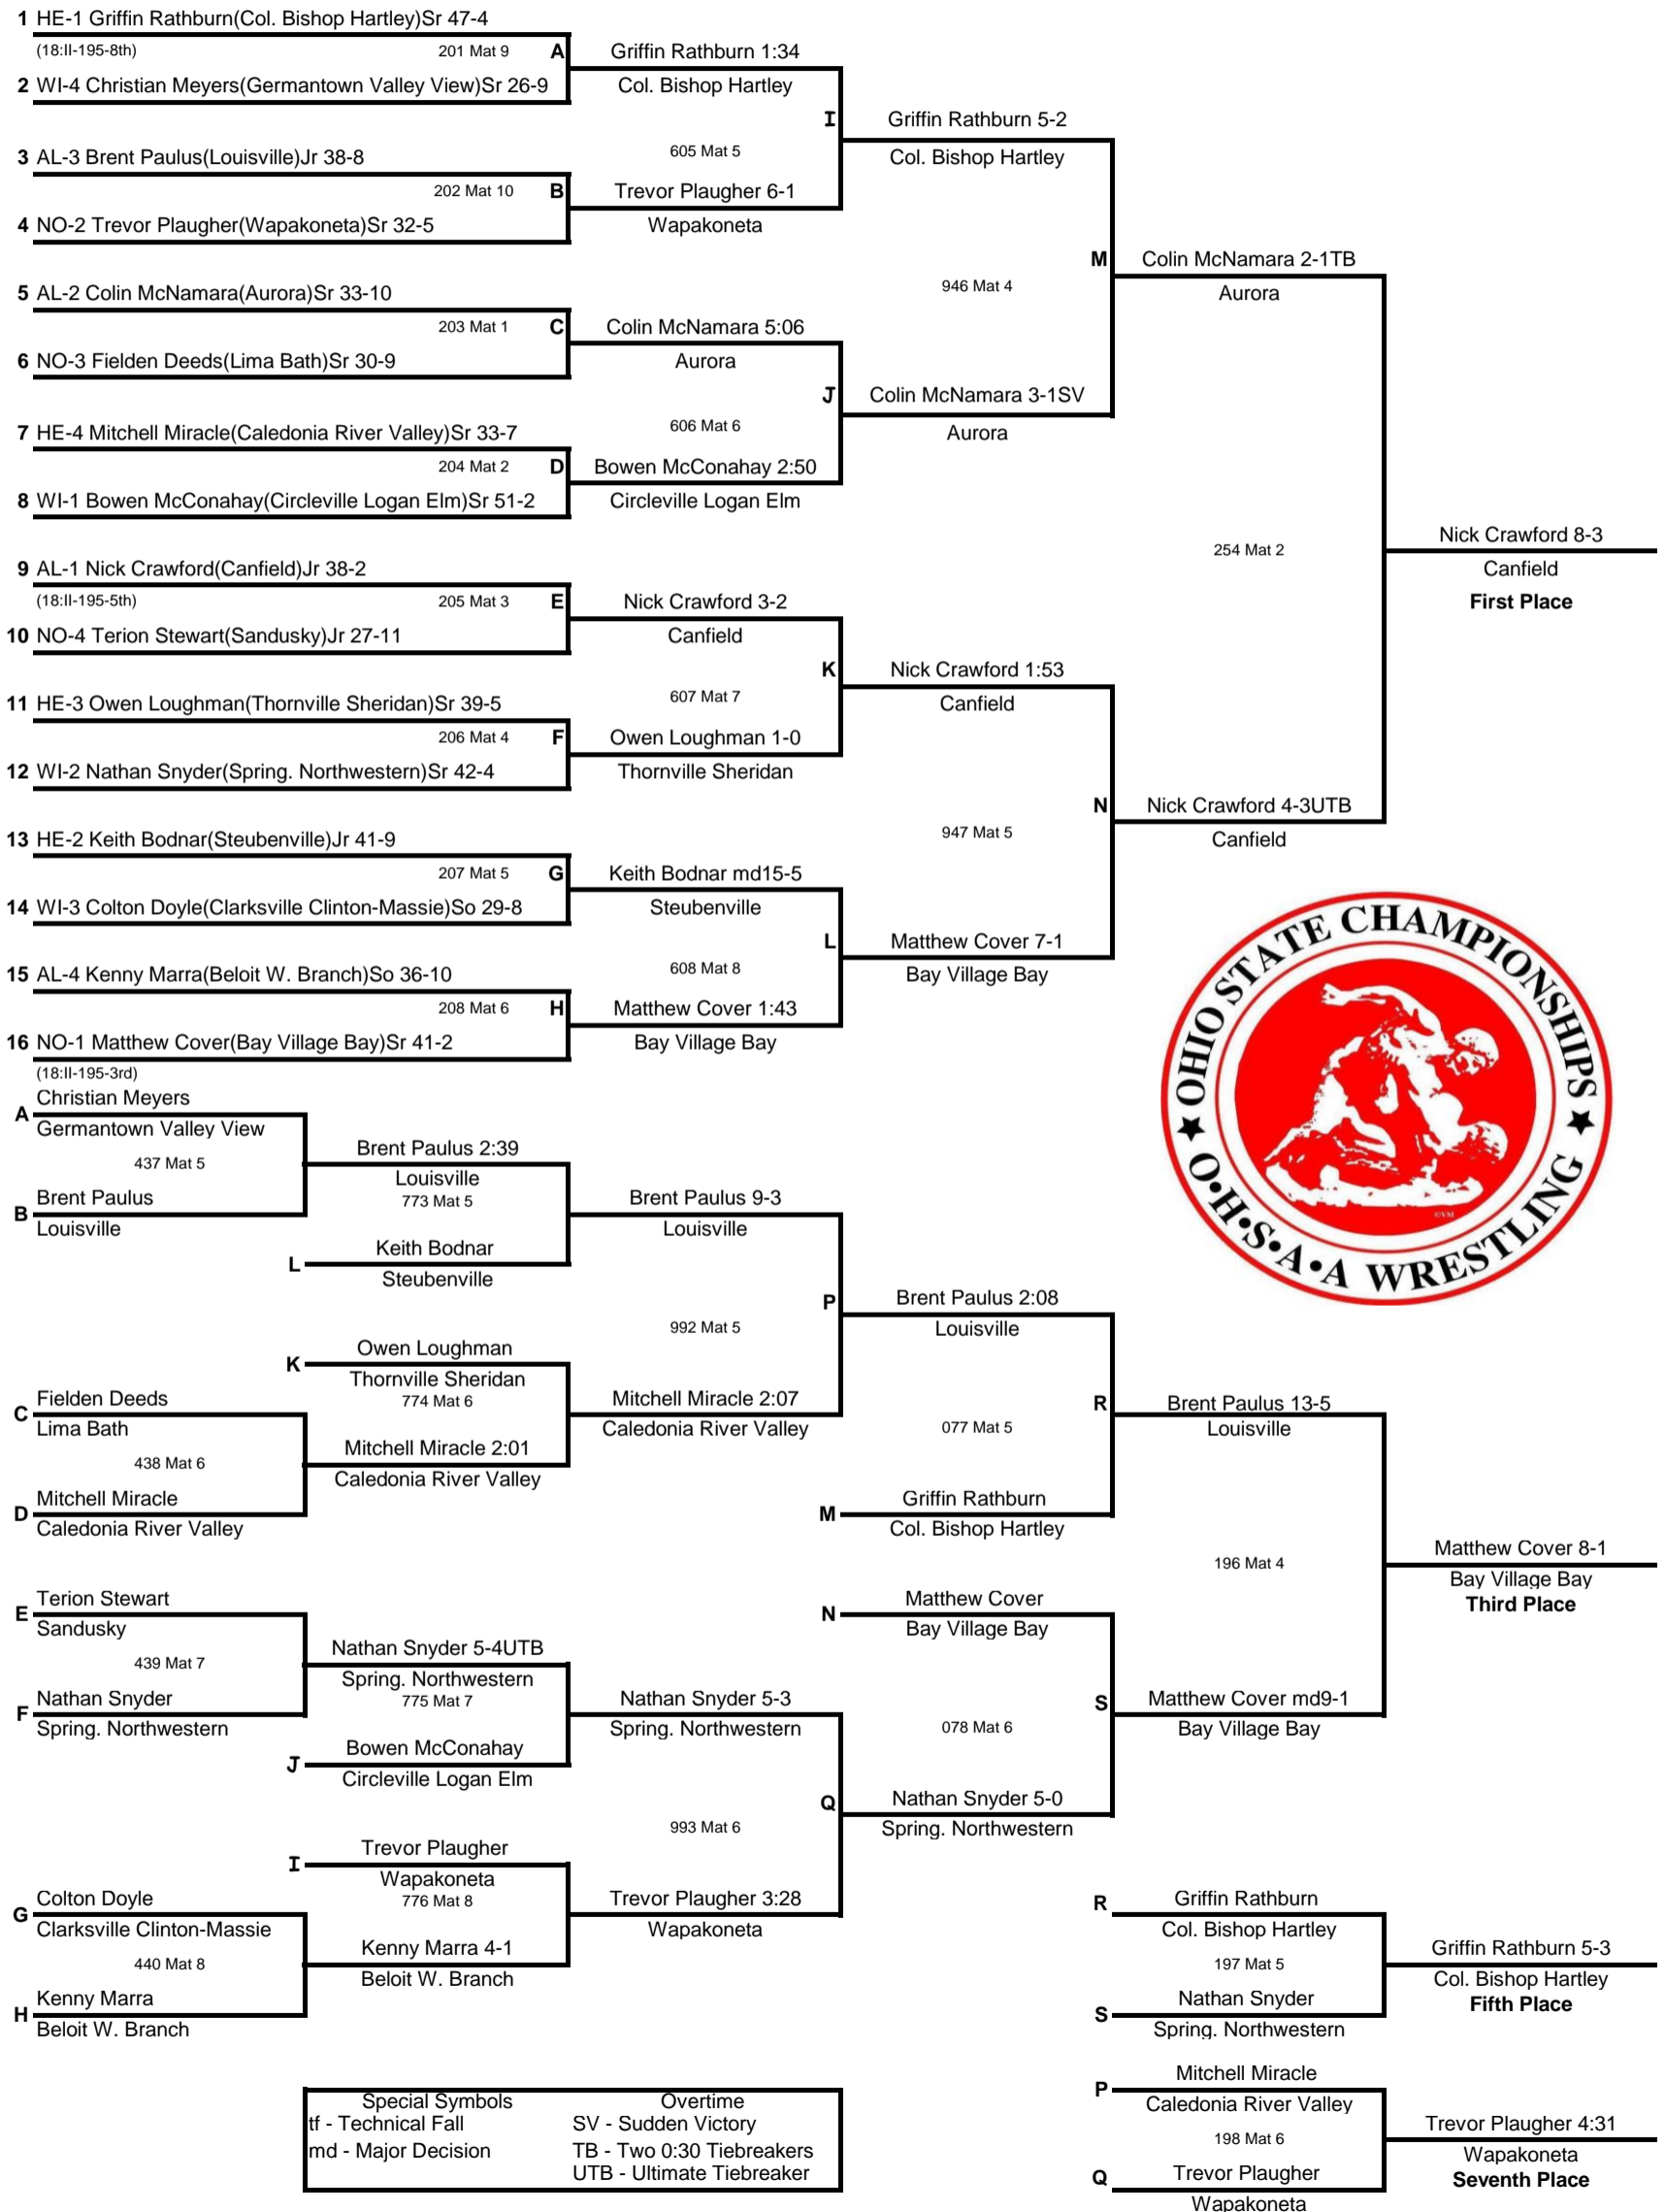 1 HE-1 Griffin Rathburn(Col. Bishop Hartley)Sr 47-4
(18:II-195-8th) 201 Mat 9 A
2 WI-4 Christian Meyers(Germantown Valley View)Sr 26-9
Griffin Rathburn 1:34
Col. Bishop Hartley
3 AL-3 Brent Paulus(Louisville)Jr 38-8
202 Mat 10 B
4 NO-2 Trevor Plaugher(Wapakoneta)Sr 32-5
605 Mat 5
Trevor Plaugher 6-1
Wapakoneta
I
Griffin Rathburn 5-2
Col. Bishop Hartley
5 AL-2 Colin McNamara(Aurora)Sr 33-10
203 Mat 1 C
6 NO-3 Fielden Deeds(Lima Bath)Sr 30-9
Colin McNamara 5:06
Aurora
7 HE-4 Mitchell Miracle(Caledonia River Valley)Sr 33-7
204 Mat 2 D
8 WI-1 Bowen McConahay(Circleville Logan Elm)Sr 51-2
606 Mat 6
Bowen McConahay 2:50
Circleville Logan Elm
J
Colin McNamara 3-1SV
Aurora
946 Mat 4
M
Colin McNamara 2-1TB
Aurora
9 AL-1 Nick Crawford(Canfield)Jr 38-2
(18:II-195-5th) 205 Mat 3 E
10 NO-4 Terion Stewart(Sandusky)Jr 27-11
Nick Crawford 3-2
Canfield
11 HE-3 Owen Loughman(Thornville Sheridan)Sr 39-5
206 Mat 4 F
12 WI-2 Nathan Snyder(Spring. Northwestern)Sr 42-4
607 Mat 7
Owen Loughman 1-0
Thornville Sheridan
K
Nick Crawford 1:53
Canfield
13 HE-2 Keith Bodnar(Steubenville)Jr 41-9
207 Mat 5 G
14 WI-3 Colton Doyle(Clarksville Clinton-Massie)So 29-8
Keith Bodnar md15-5
Steubenville
15 AL-4 Kenny Marra(Beloit W. Branch)So 36-10
208 Mat 6 H
16 NO-1 Matthew Cover(Bay Village Bay)Sr 41-2
(18:II-195-3rd)
608 Mat 8
Matthew Cover 1:43
Bay Village Bay
L
Matthew Cover 7-1
Bay Village Bay
947 Mat 5
N
Nick Crawford 4-3UTB
Canfield
254 Mat 2
Nick Crawford 8-3
Canfield
First Place
★ OHIO STATE CHAMPIONSHIPS ★
O•H•S•A•A WRESTLING
©VM
A Christian Meyers
Germantown Valley View
437 Mat 5
B Brent Paulus
Louisville
Brent Paulus 2:39
Louisville
773 Mat 5
L Keith Bodnar
Steubenville
Brent Paulus 9-3
Louisville
K Owen Loughman
Thornville Sheridan
774 Mat 6
C Fielden Deeds
Lima Bath
438 Mat 6
D Mitchell Miracle
Caledonia River Valley
Mitchell Miracle 2:01
Caledonia River Valley
992 Mat 5
Mitchell Miracle 2:07
Caledonia River Valley
P
Brent Paulus 2:08
Louisville
077 Mat 5
M Griffin Rathburn
Col. Bishop Hartley
R
Brent Paulus 13-5
Louisville
E Terion Stewart
Sandusky
439 Mat 7
F Nathan Snyder
Spring. Northwestern
Nathan Snyder 5-4UTB
Spring. Northwestern
775 Mat 7
J Bowen McConahay
Circleville Logan Elm
Nathan Snyder 5-3
Spring. Northwestern
I Trevor Plaugher
Wapakoneta
776 Mat 8
G Colton Doyle
Clarksville Clinton-Massie
440 Mat 8
H Kenny Marra
Beloit W. Branch
Kenny Marra 4-1
Beloit W. Branch
993 Mat 6
Trevor Plaugher 3:28
Wapakoneta
N Matthew Cover
Bay Village Bay
078 Mat 6
Q
Nathan Snyder 5-0
Spring. Northwestern
S
Matthew Cover md9-1
Bay Village Bay
196 Mat 4
Matthew Cover 8-1
Bay Village Bay
Third Place
R Griffin Rathburn
Col. Bishop Hartley
197 Mat 5
S Nathan Snyder
Spring. Northwestern
Griffin Rathburn 5-3
Col. Bishop Hartley
Fifth Place
P Mitchell Miracle
Caledonia River Valley
198 Mat 6
Q Trevor Plaugher
Wapakoneta
Trevor Plaugher 4:31
Wapakoneta
Seventh Place
Special Symbols Overtime
tf - Technical Fall SV - Sudden Victory
md - Major Decision TB - Two 0:30 Tiebreakers
UTB - Ultimate Tiebreaker